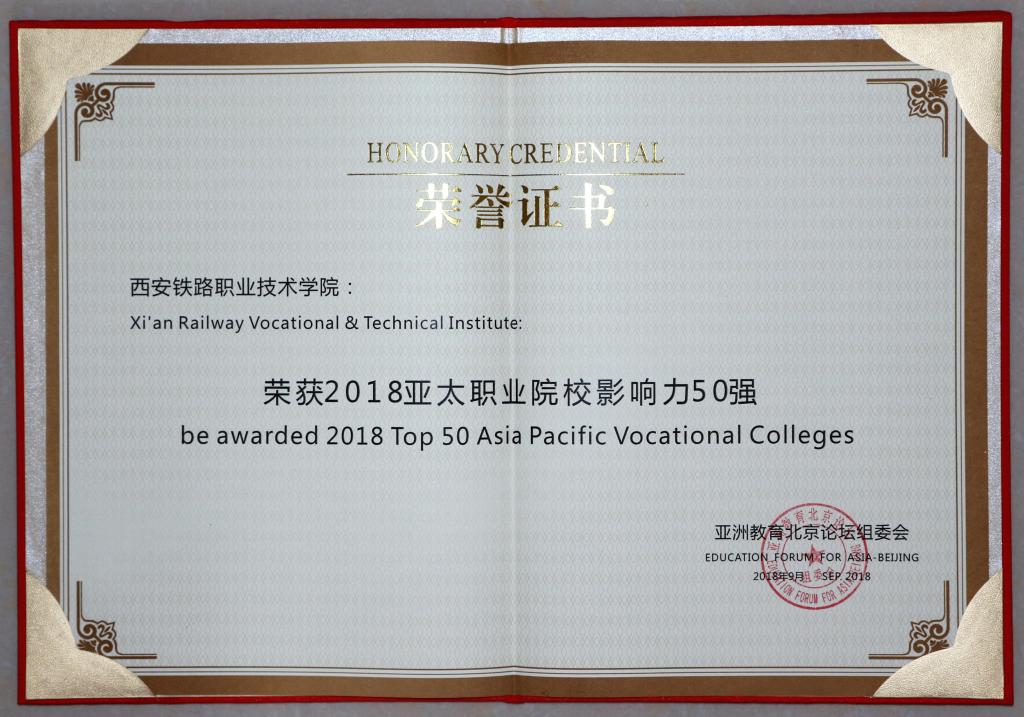 HONORARY CREDENTIAL
荣誉证书
西安铁路职业技术学院：
Xi'an Railway Vocational & Technical Institute:
荣获2018亚太职业院校影响力50强
be awarded 2018 Top 50 Asia Pacific Vocational Colleges
亚洲教育北京论坛组委会
EDUCATION FORUM FOR ASIA-BEIJING
2018年9月 SEP. 2018